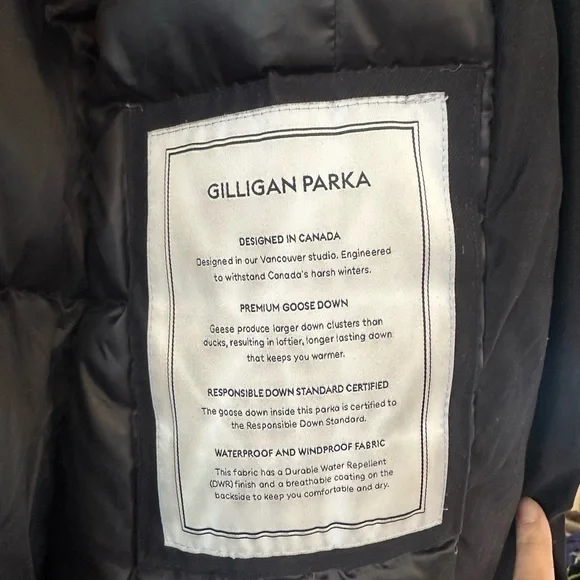 GILLIGAN PARKA
DESIGNED IN CANADA
Designed in our Vancouver studio. Engineered
to withstand Canada's harsh winters.
PREMIUM GOOSE DOWN
Geese produce larger down clusters than
ducks, resulting in loftier, longer lasting down
that keeps you warmer.
RESPONSIBLE DOWN STANDARD CERTIFIED
The goose down inside this parka is certified to
the Responsible Down Standard.
WATERPROOF AND WINDPROOF FABRIC
This fabric has a Durable Water Repellent
(DWR) finish and a breathable coating on the
backside to keep you comfortable and dry.